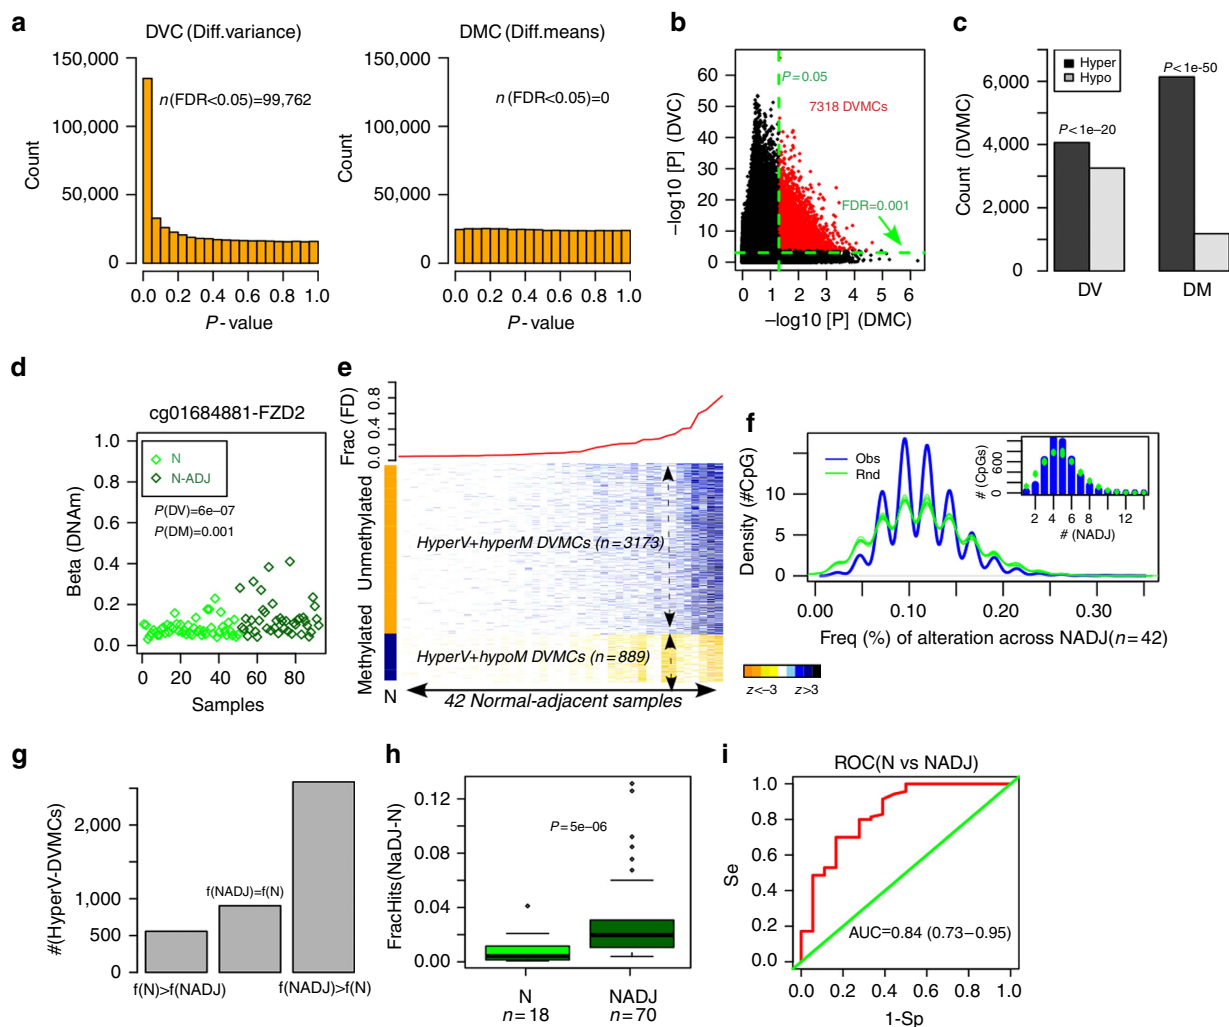 a
DVC (Diff.variance)
150,000
100,000
50,000
0
Count
n (FDR<0.05)=99,762
0.0 0.2 0.4 0.6 0.8 1.0
P-value
DMC (Diff.means)
150,000
100,000
50,000
0
Count
n (FDR<0.05)=0
0.0 0.2 0.4 0.6 0.8 1.0
P-value
b
−log10 [P] (DVC)
60
50
40
30
20
10
0
P=0.05
7318 DVMCs
FDR=0.001
0 1 2 3 4 5 6
−log10 [P] (DMC)
c
Count (DVMC)
6,000
4,000
2,000
0
Hyper
Hypo
P<1e-50
P<1e−20
DV DM
d
cg01684881-FZD2
Beta (DNAm)
1.0
0.8
0.6
0.4
0.2
0.0
N
N-ADJ
P(DV)=6e−07
P(DM)=0.001
0 20 40 60 80
Samples
e
Frac (FD)
0.0 0.4 0.8
Unmethylated
Methylated
HyperV+hyperM DVMCs (n=3173)
HyperV+hypoM DVMCs (n=889)
N
42 Normal-adjacent samples
z<−3 z>3
f
Density (#CpG)
10
5
0
Obs
Rnd
# (CpGs)
0 600
2 4 6 8 12
# (NADJ)
0.00 0.10 0.20 0.30
Freq (%) of alteration across NADJ(n=42)
g
#(HyperV-DVMCs)
2,000
1,000
500
0
f(NADJ)=f(N)
f(N)>f(NADJ)
f(NADJ)>f(N)
h
FracHits(NaDJ-N)
0.12
0.08
0.04
0.00
P=5e−06
N NADJ
n=18 n=70
i
ROC(N vs NADJ)
Se
1.0
0.8
0.6
0.4
0.2
0.0
AUC=0.84 (0.73−0.95)
0.0 0.2 0.4 0.6 0.8 1.0
1-Sp